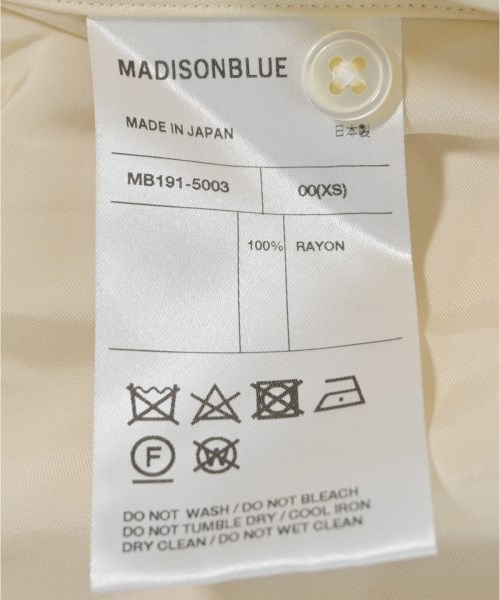 MADISONBLUE
MADE IN JAPAN 日本製
MB191-5003 00(XS)
100% RAYON
F W
DO NOT WASH / DO NOT BLEACH
DO NOT TUMBLE DRY / COOL IRON
DRY CLEAN / DO NOT WET CLEAN